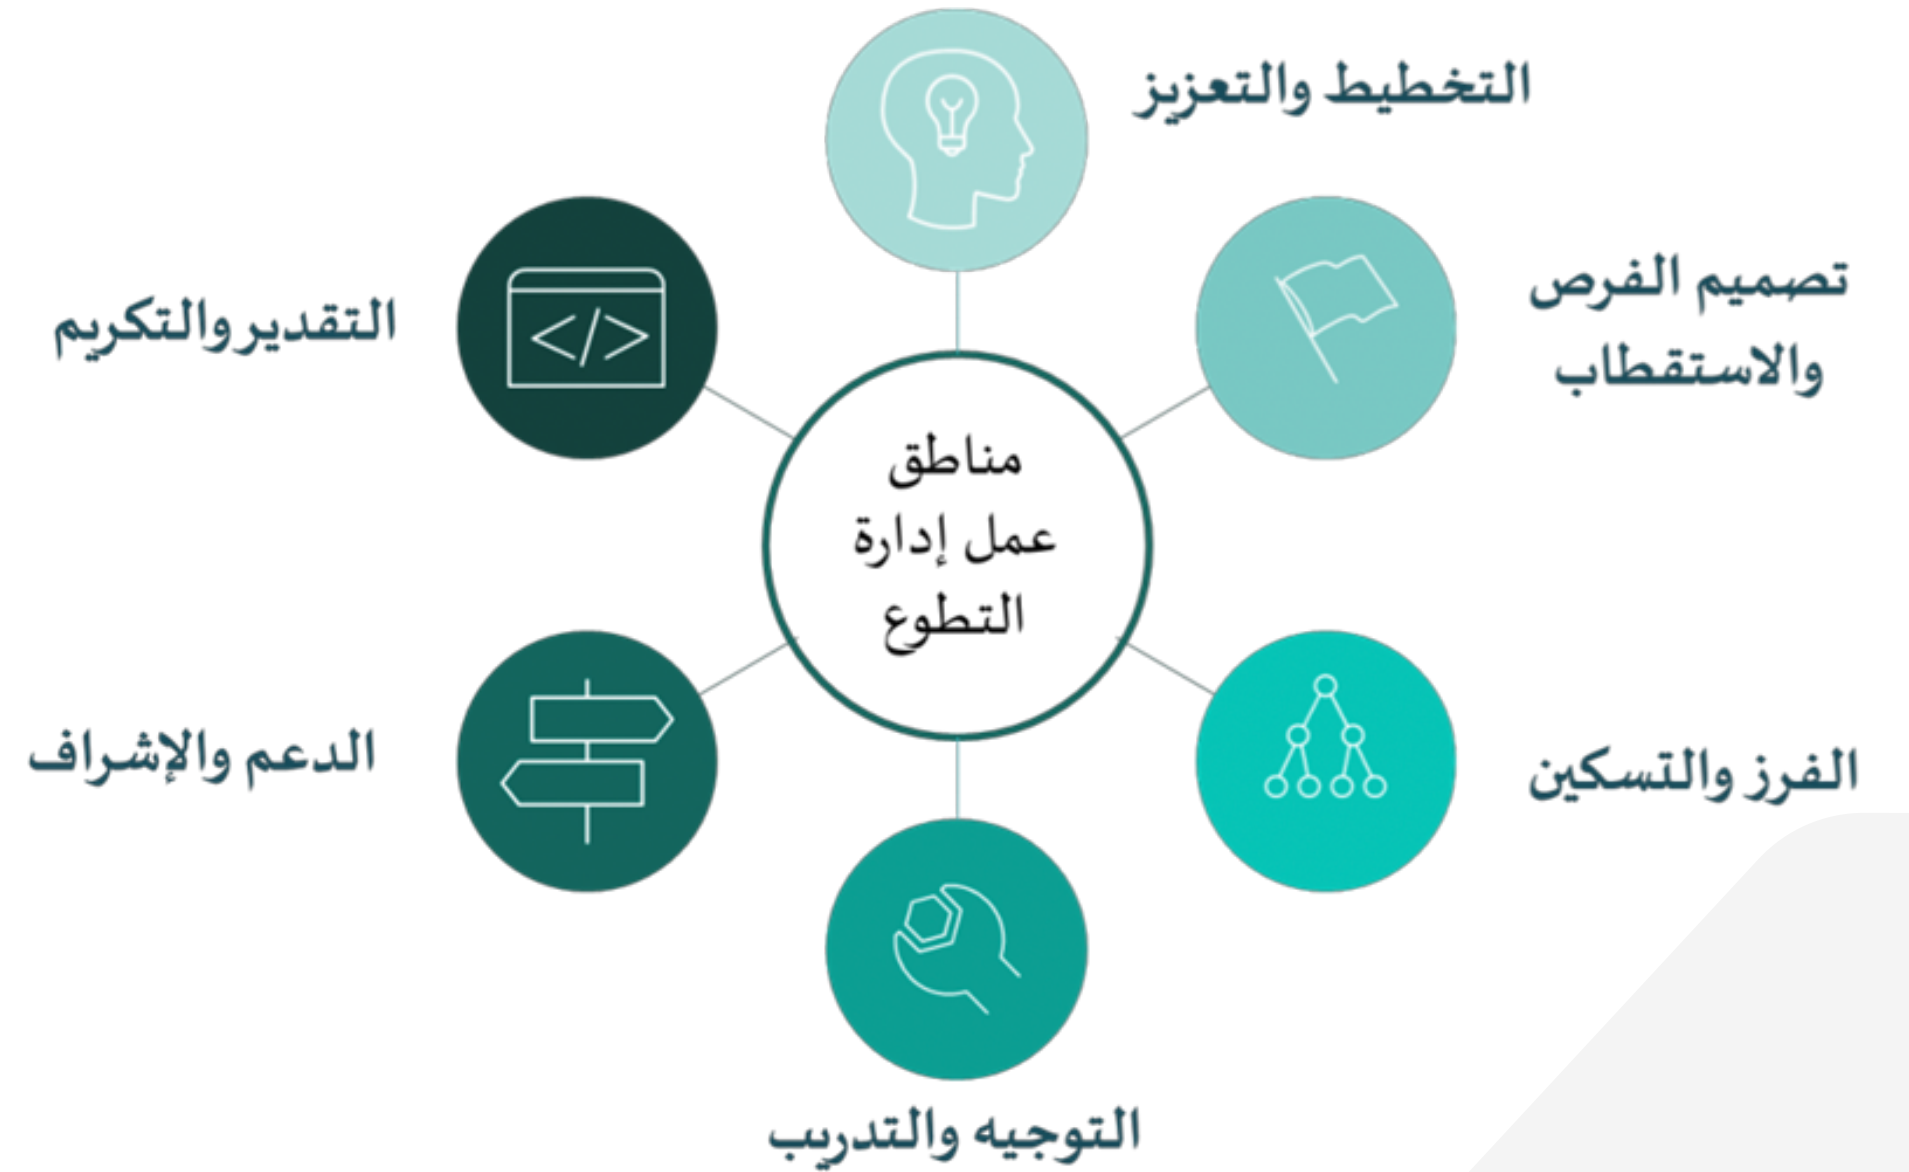 التخطيط والتعزيز
تصميم الفرص
والاستقطاب
التقدير والتكريم
مناطق
عمل إدارة
التطوع
الفرز والتسكين
الدعم والإشراف
التوجيه والتدريب
</>